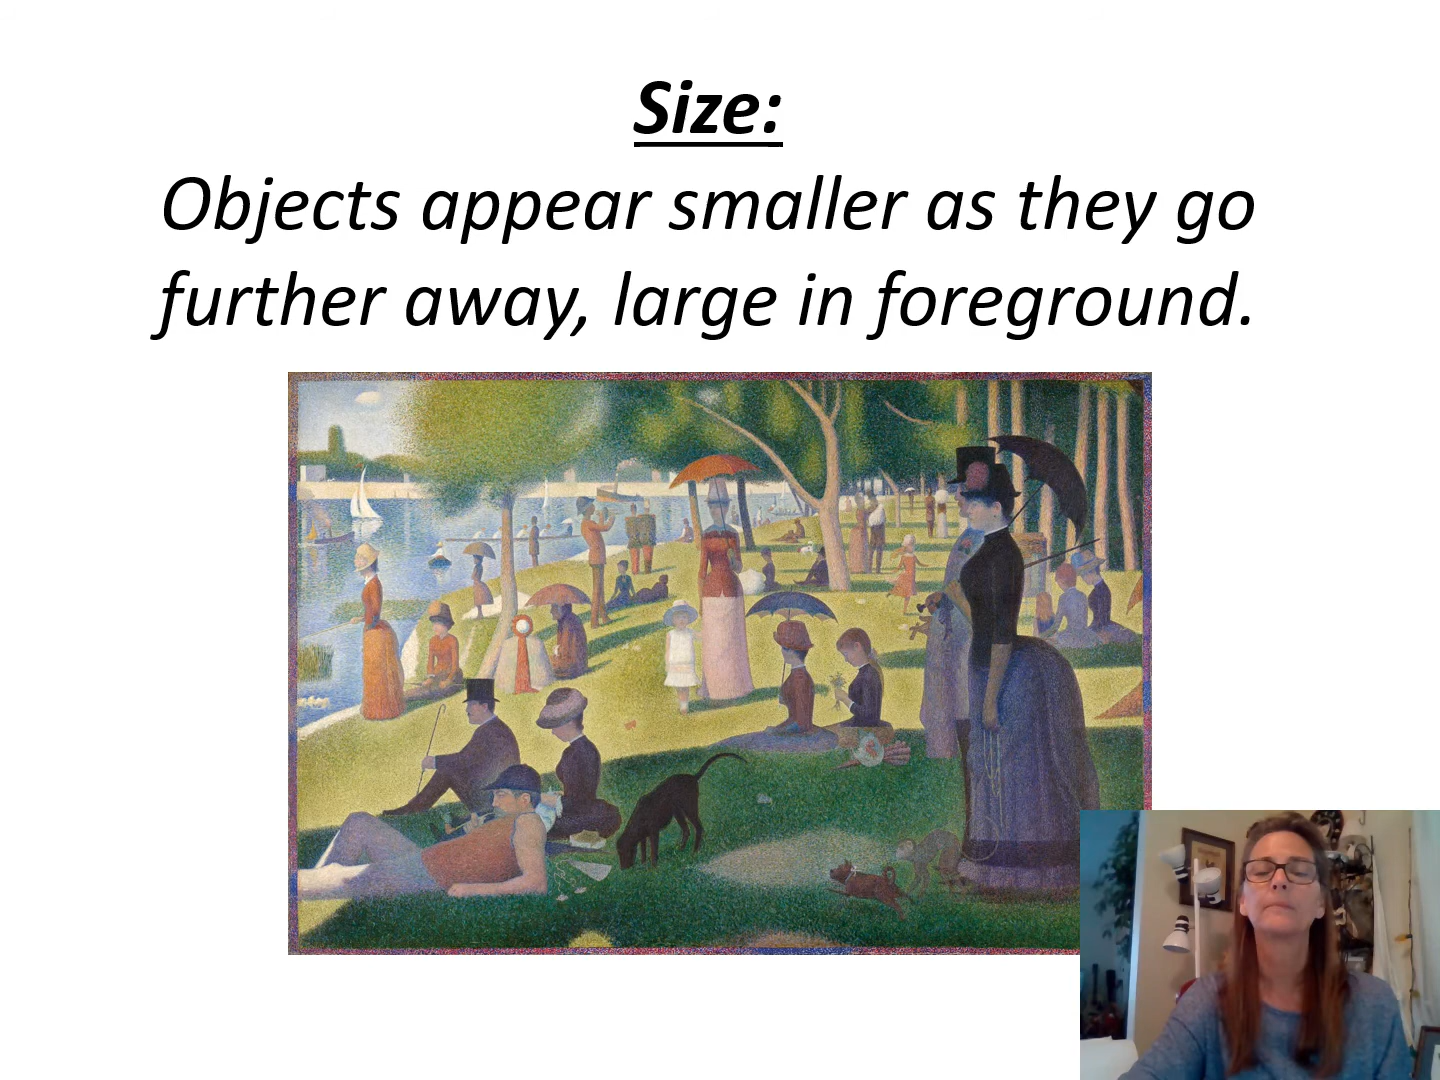 Size:
Objects appear smaller as they go
further away, large in foreground.